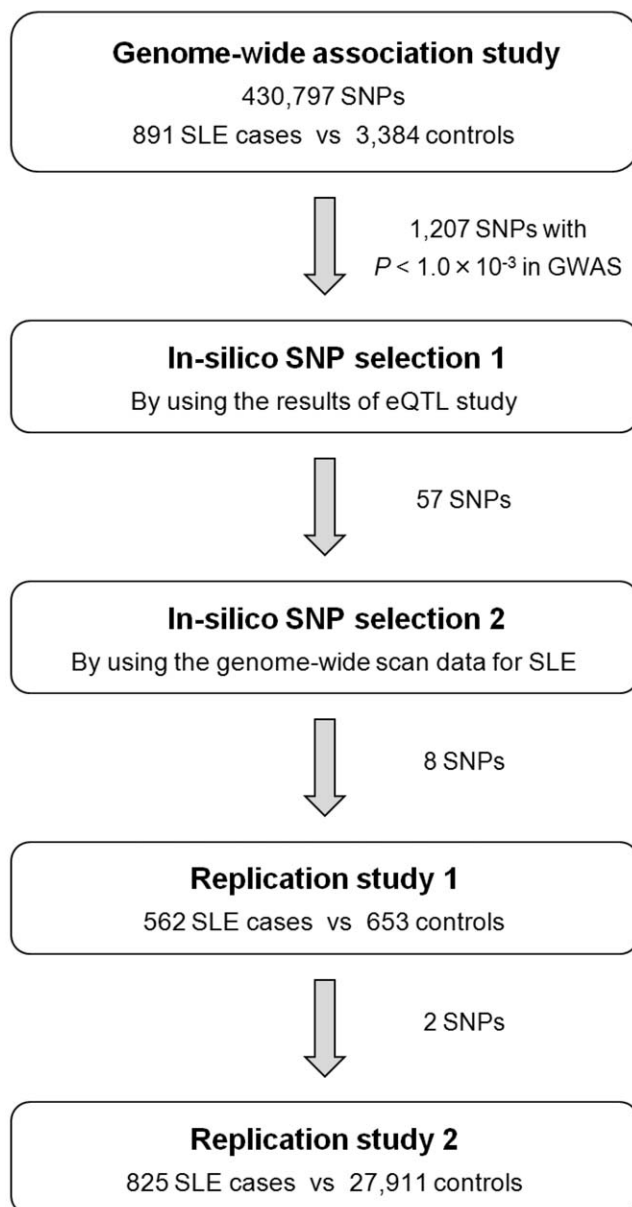 Genome-wide association study
430,797 SNPs
891 SLE cases vs 3,384 controls
1,207 SNPs with
P < 1.0 × 10⁻³ in GWAS
In-silico SNP selection 1
By using the results of eQTL study
57 SNPs
In-silico SNP selection 2
By using the genome-wide scan data for SLE
8 SNPs
Replication study 1
562 SLE cases vs 653 controls
2 SNPs
Replication study 2
825 SLE cases vs 27,911 controls